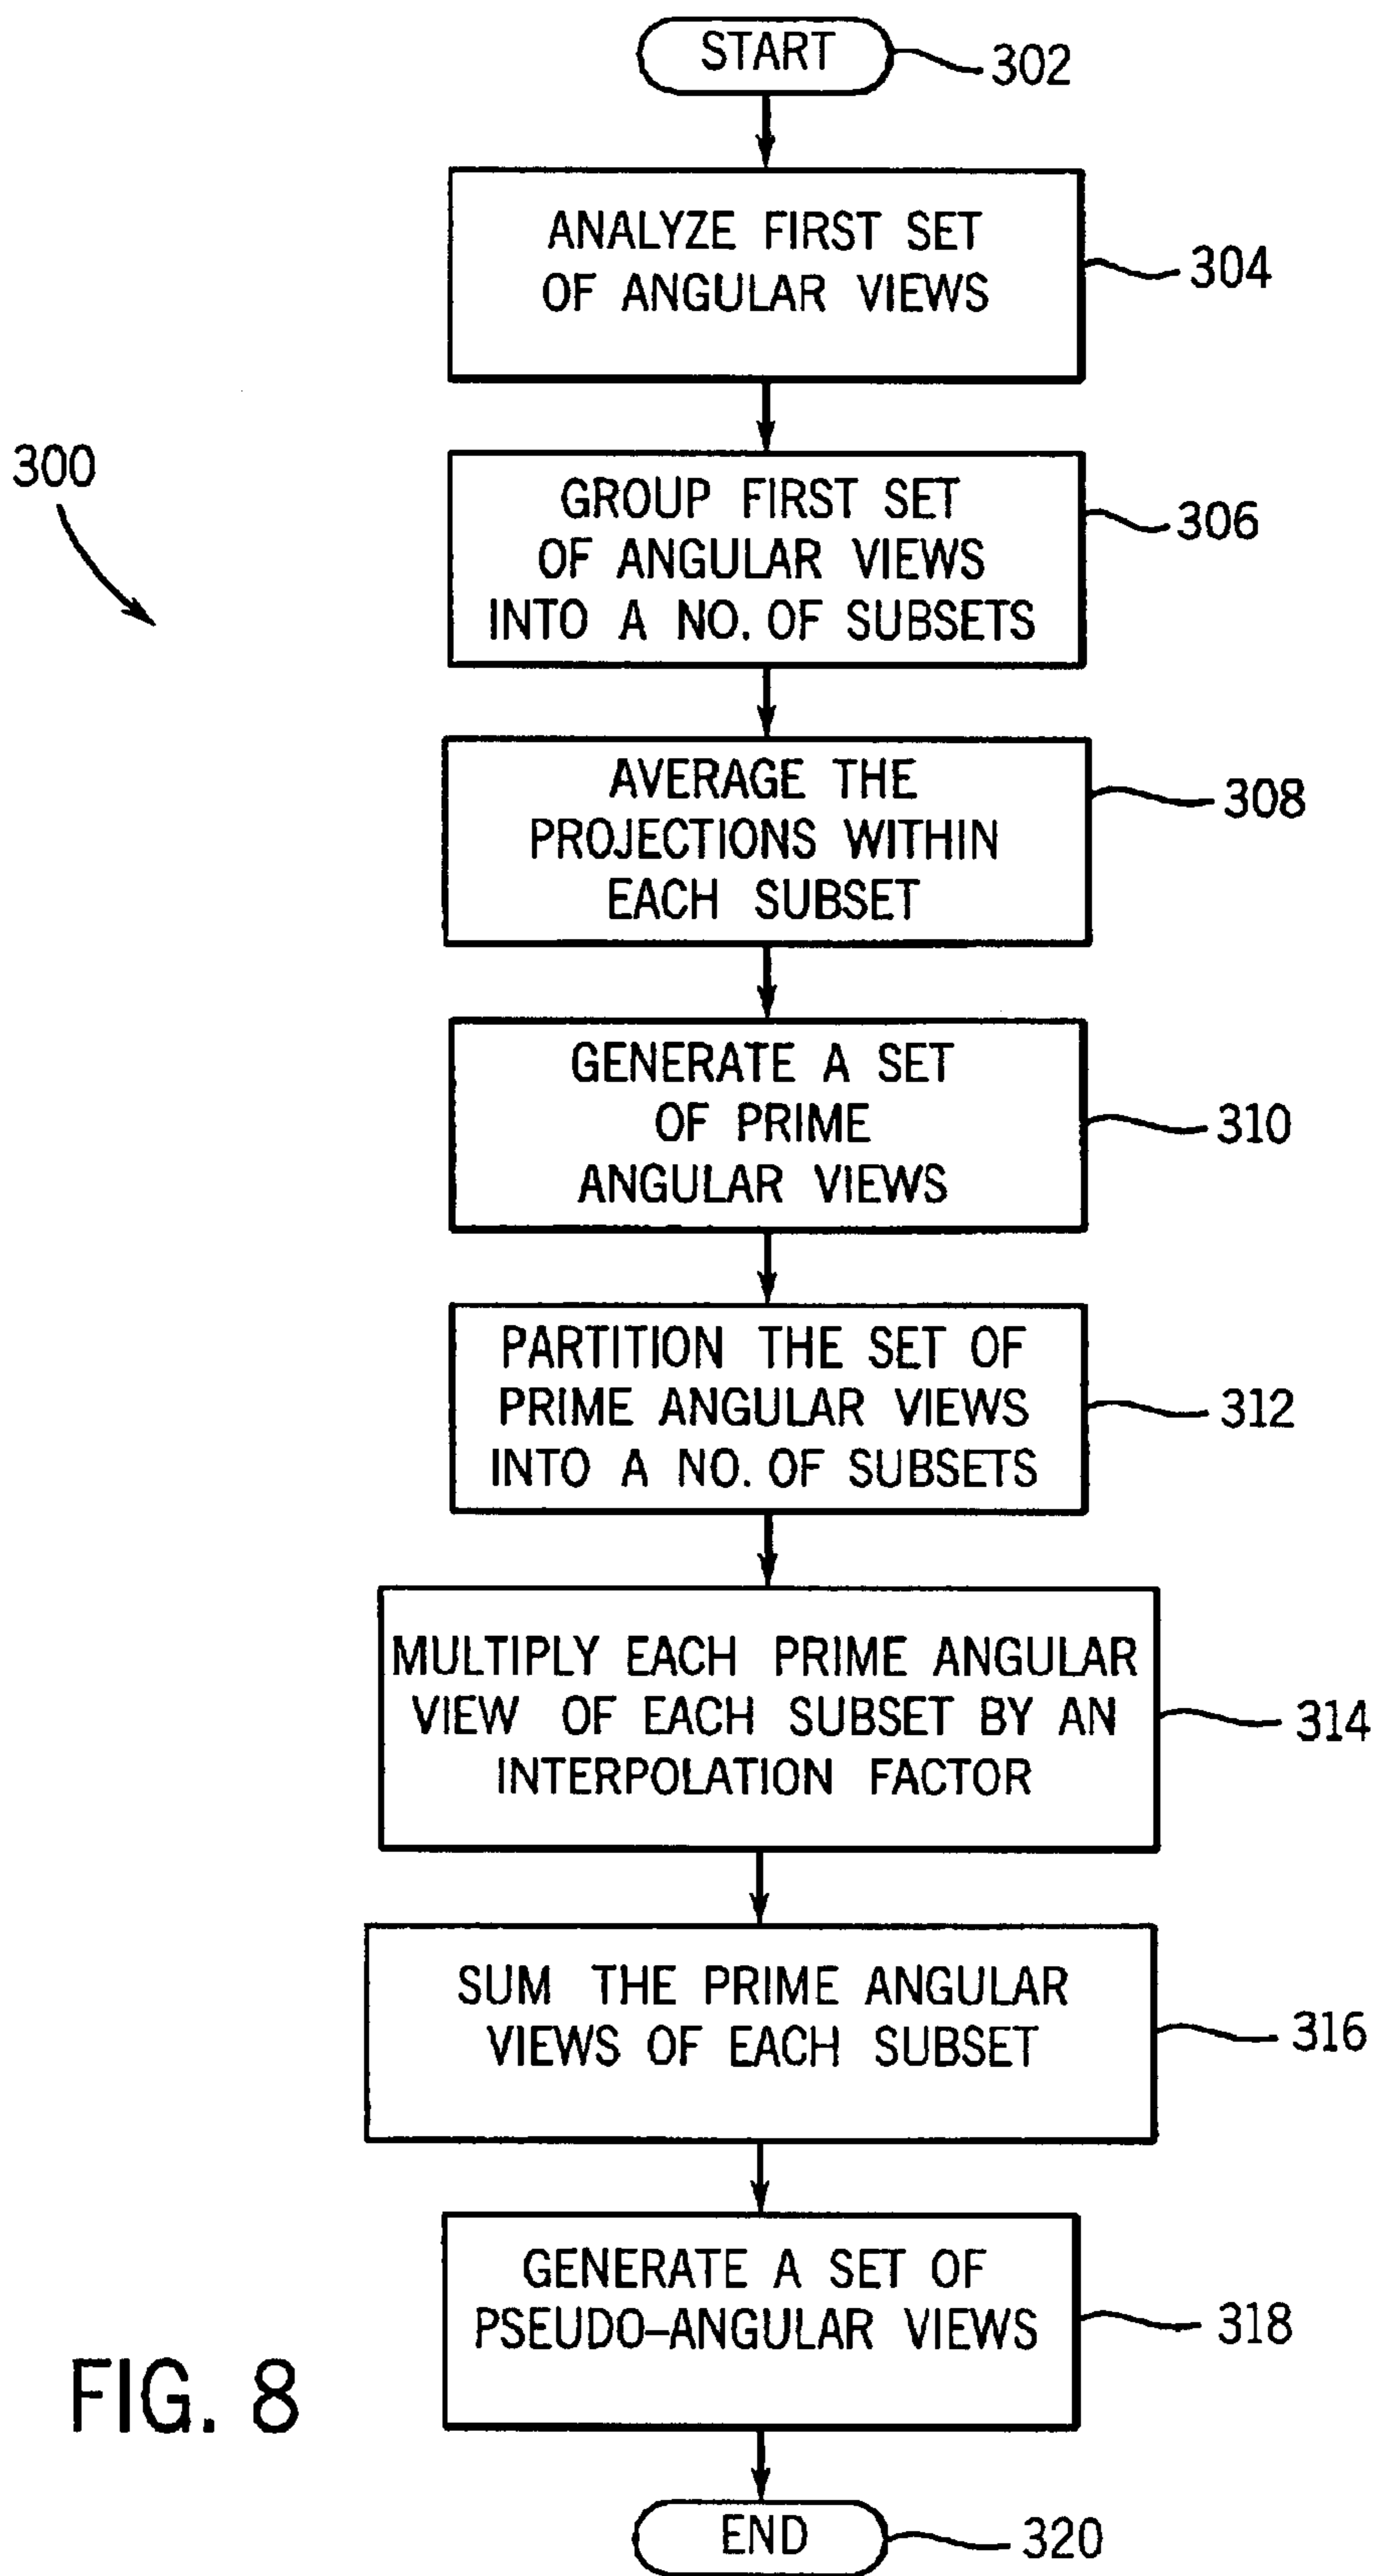 START
302
ANALYZE FIRST SET
OF ANGULAR VIEWS
304
300
GROUP FIRST SET
OF ANGULAR VIEWS
INTO A NO. OF SUBSETS
306
AVERAGE THE
PROJECTIONS WITHIN
EACH SUBSET
308
GENERATE A SET
OF PRIME
ANGULAR VIEWS
310
PARTITION THE SET OF
PRIME ANGULAR VIEWS
INTO A NO. OF SUBSETS
312
MULTIPLY EACH PRIME ANGULAR
VIEW OF EACH SUBSET BY AN
INTERPOLATION FACTOR
314
SUM THE PRIME ANGULAR
VIEWS OF EACH SUBSET
316
GENERATE A SET OF
PSEUDO-ANGULAR VIEWS
318
FIG. 8
END
320